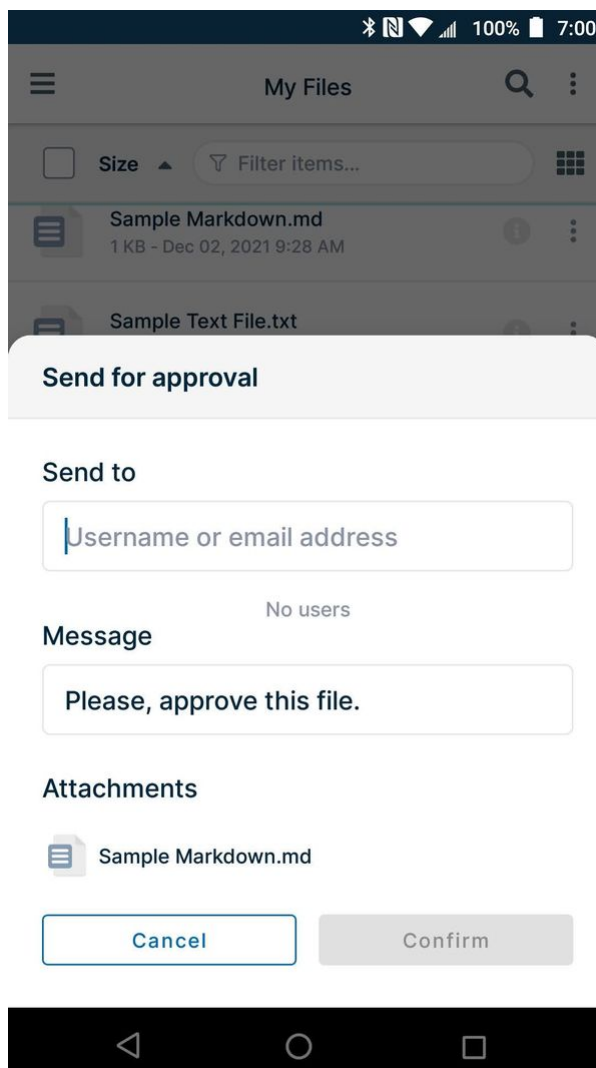 100% 7:00
My Files
Size Filter items...
Sample Markdown.md
1 KB - Dec 02, 2021 9:28 AM
Sample Text File.txt
Send for approval
Send to
Username or email address
No users
Message
Please, approve this file.
Attachments
Sample Markdown.md
Cancel Confirm